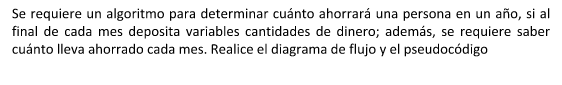 Se requiere un algoritmo para determinar cuánto ahorrará una persona en un año, si al
final de cada mes deposita variables cantidades de dinero; además, se requiere saber
cuánto lleva ahorrado cada mes. Realice el diagrama de flujo y el pseudocódigo